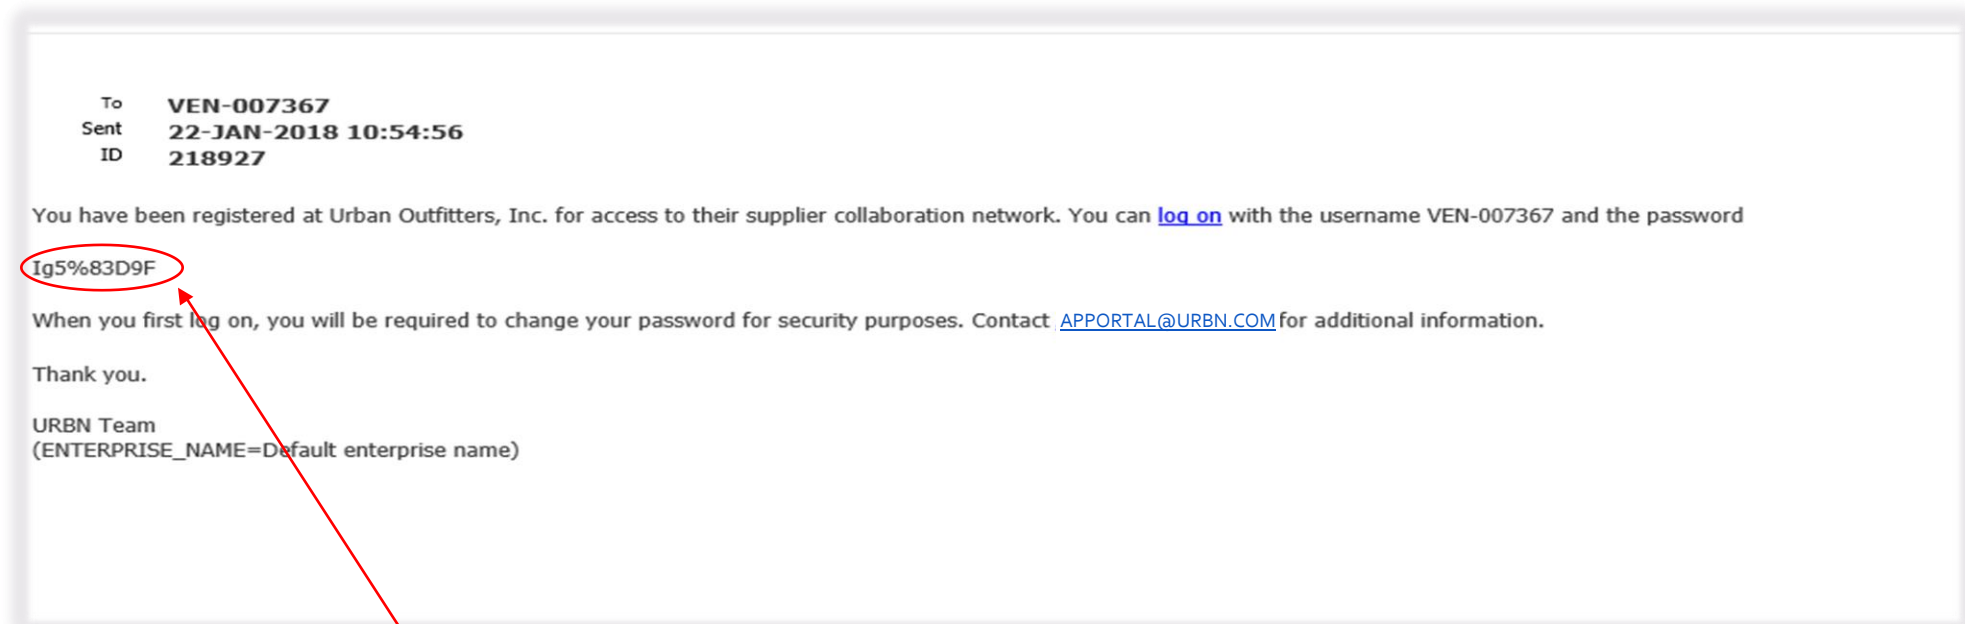 To VEN-007367
Sent 22-JAN-2018 10:54:56
ID 218927
You have been registered at Urban Outfitters, Inc. for access to their supplier collaboration network. You can log on with the username VEN-007367 and the password
Ig5%83D9F
When you first log on, you will be required to change your password for security purposes. Contact APPORTAL@URBN.COM for additional information.
Thank you.
URBN Team
(ENTERPRISE_NAME=Default enterprise name)